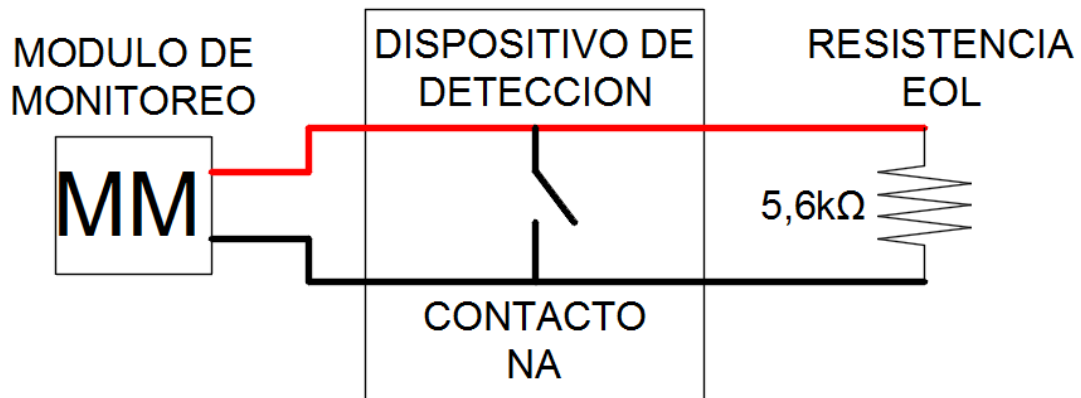 MODULO DE
MONITOREO
MM
DISPOSITIVO DE
DETECCION
CONTACTO
NA
RESISTENCIA
EOL
5,6kΩ